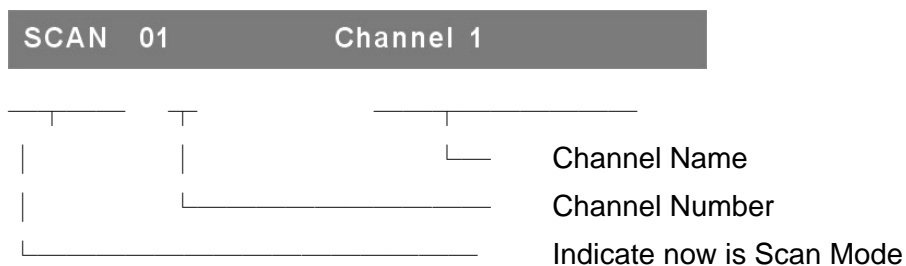 SCAN 01 Channel 1
Channel Name
Channel Number
Indicate now is Scan Mode